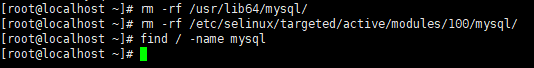 [root@localhost ~]# rm -rf /usr/lib64/mysql/
[root@localhost ~]# rm -rf /etc/selinux/targeted/active/modules/100/mysql/
[root@localhost ~]# find / -name mysql
[root@localhost ~]#